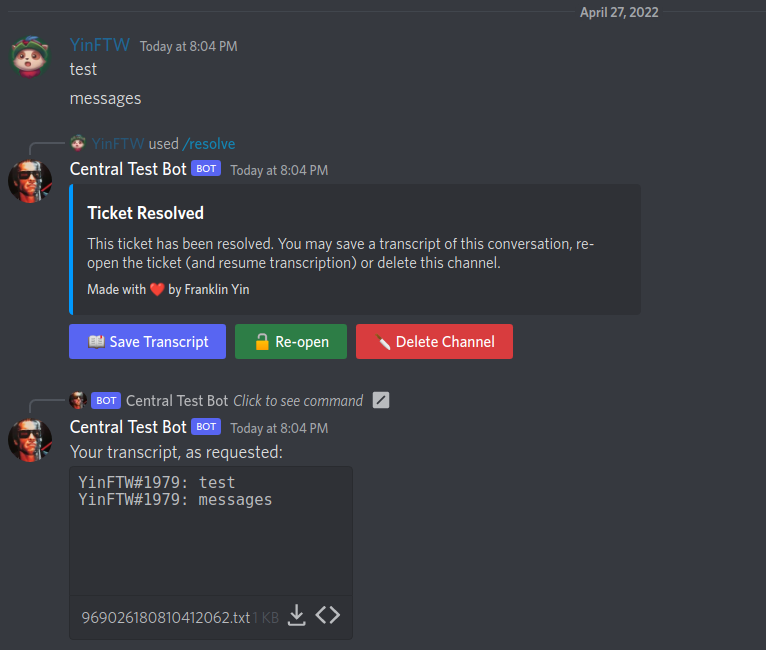 April 27, 2022
YinFTW Today at 8:04 PM
test
messages
YinFTW used /resolve
Central Test Bot BOT Today at 8:04 PM
Ticket Resolved
This ticket has been resolved. You may save a transcript of this conversation, re-
open the ticket (and resume transcription) or delete this channel.
Made with ❤️ by Franklin Yin
📖 Save Transcript 🔓 Re-open 🔪 Delete Channel
BOT Central Test Bot Click to see command
Central Test Bot BOT Today at 8:04 PM
Your transcript, as requested:
YinFTW#1979: test
YinFTW#1979: messages
969026180810412062.txt 1 KB